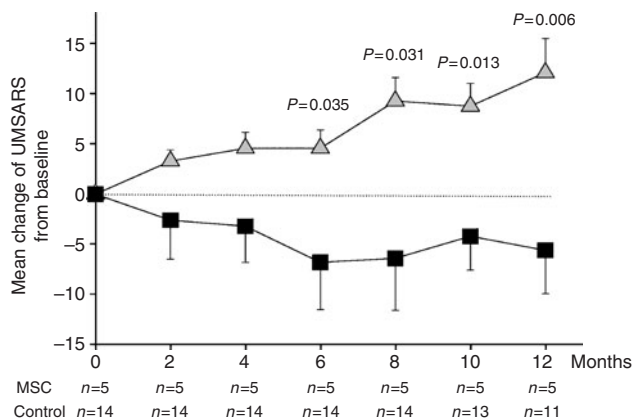 P=0.006
15
P=0.031
P=0.013
10
P=0.035
5
0
−5
−10
−15
Mean change of UMSARS
from baseline
0 2 4 6 8 10 12 Months
MSC n=5 n=5 n=5 n=5 n=5 n=5 n=5
Control n=14 n=14 n=14 n=14 n=14 n=13 n=11